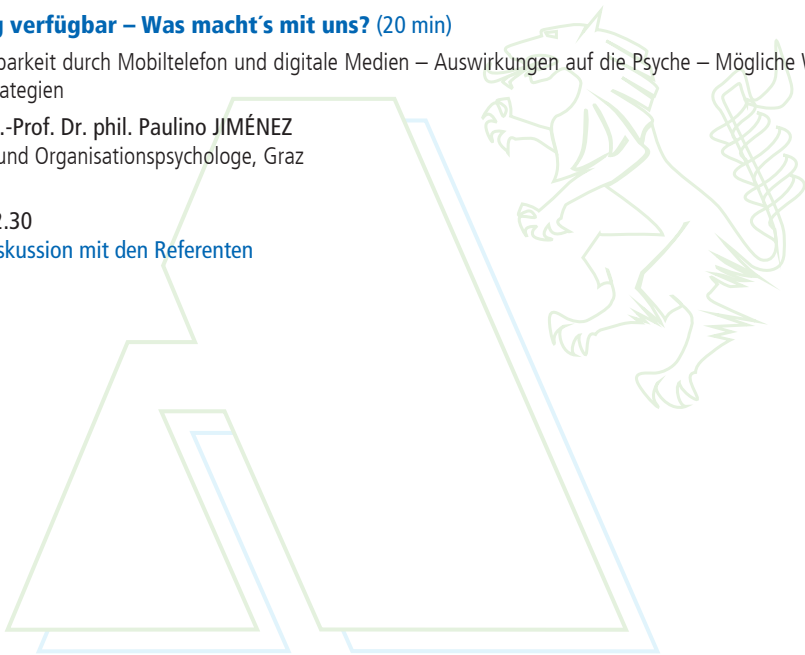 g verfügbar – Was macht´s mit uns? (20 min)
barkeit durch Mobiltelefon und digitale Medien – Auswirkungen auf die Psyche – Mögliche
ategien
.-Prof. Dr. phil. Paulino JIMÉNEZ
und Organisationspsychologe, Graz
2.30
skussion mit den Referenten